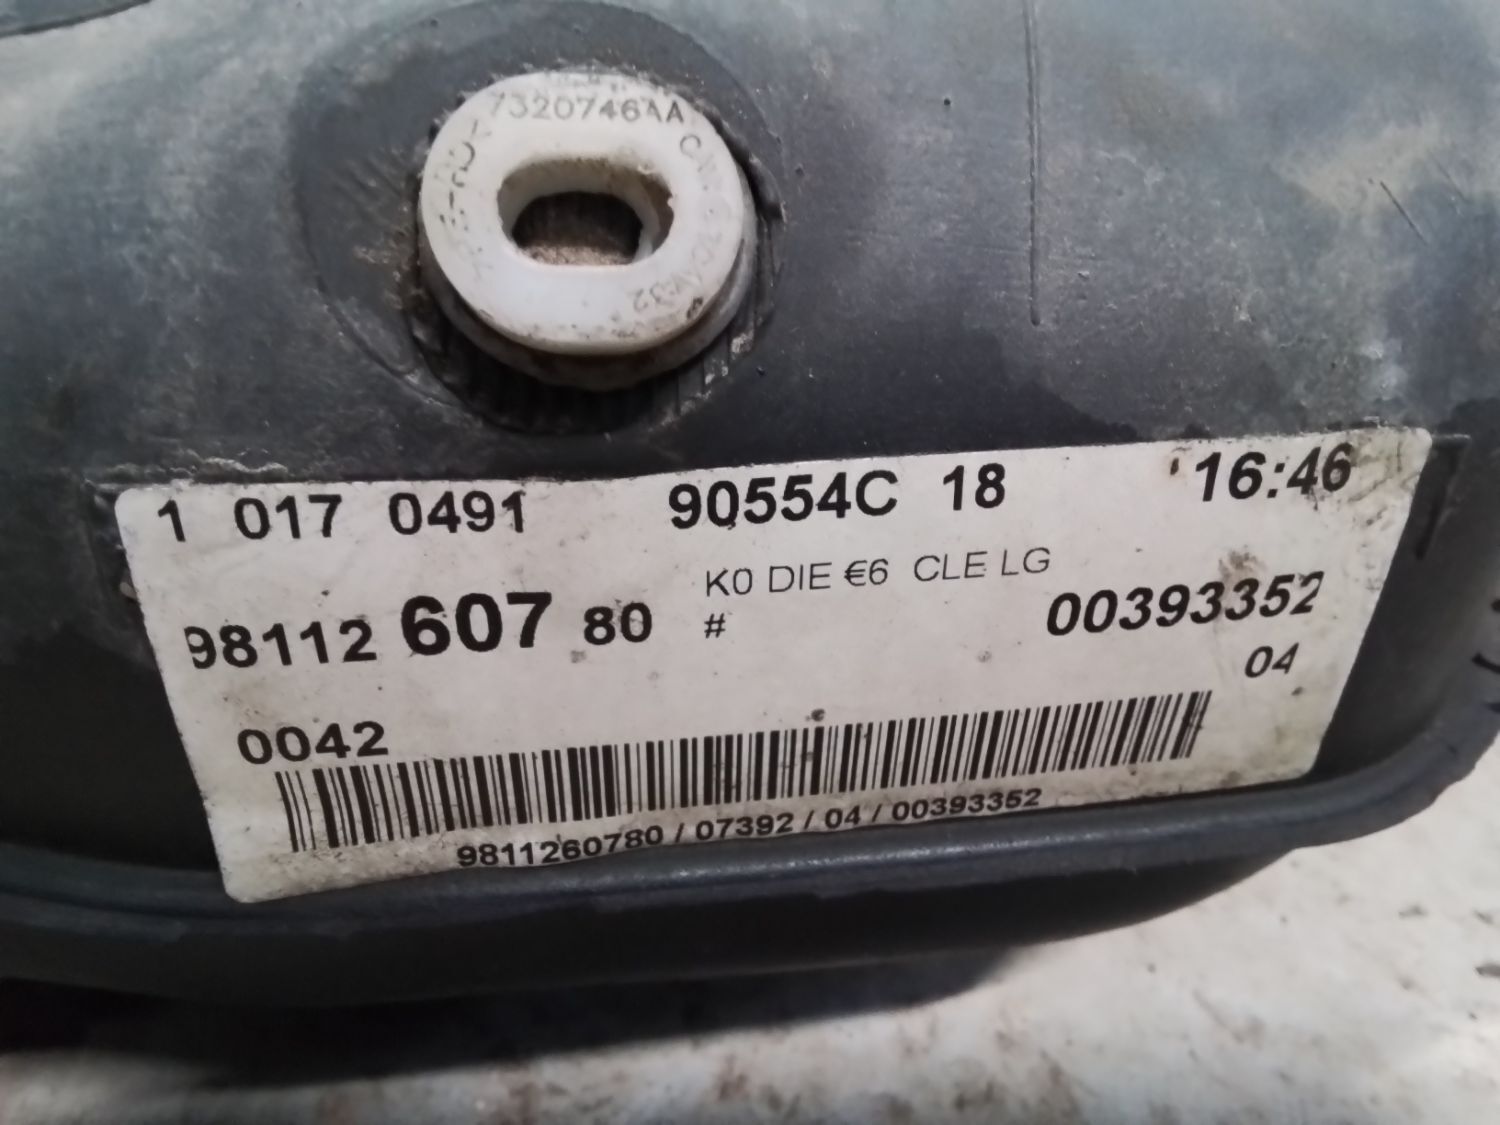 7320746AA
1 017 0491 90554C 18 16:46
K0 DIE €6 CLE LG
98112 607 80 # 00393352
04
0042
9811260780 / 07392 / 04 / 00393352